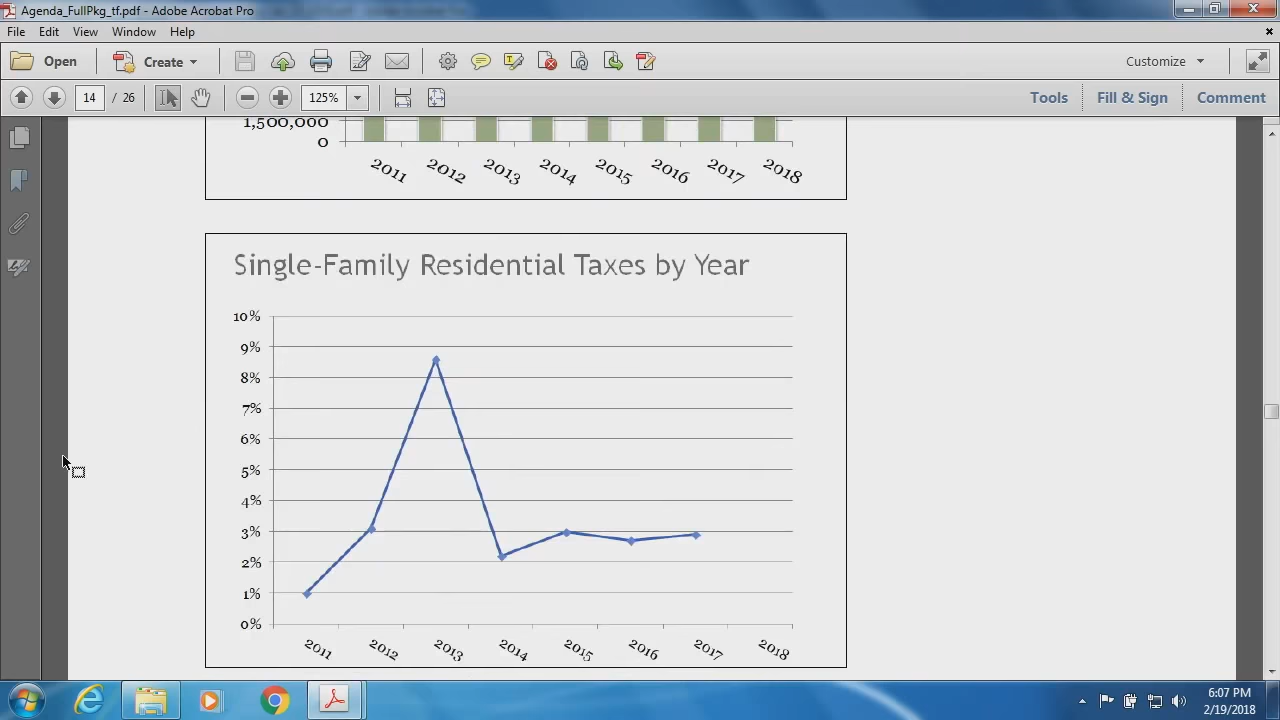 Agenda_FullPkg_tf.pdf - Adobe Acrobat Pro
File Edit View Window Help
Open Create Customize
14 / 26 125% Tools Fill & Sign Comment
1,500,000
0
2011 2012 2013 2014 2015 2016 2017 2018
Single-Family Residential Taxes by Year
10%
9%
8%
7%
6%
5%
4%
3%
2%
1%
0%
2011 2012 2013 2014 2015 2016 2017 2018
6:07 PM
2/19/2018